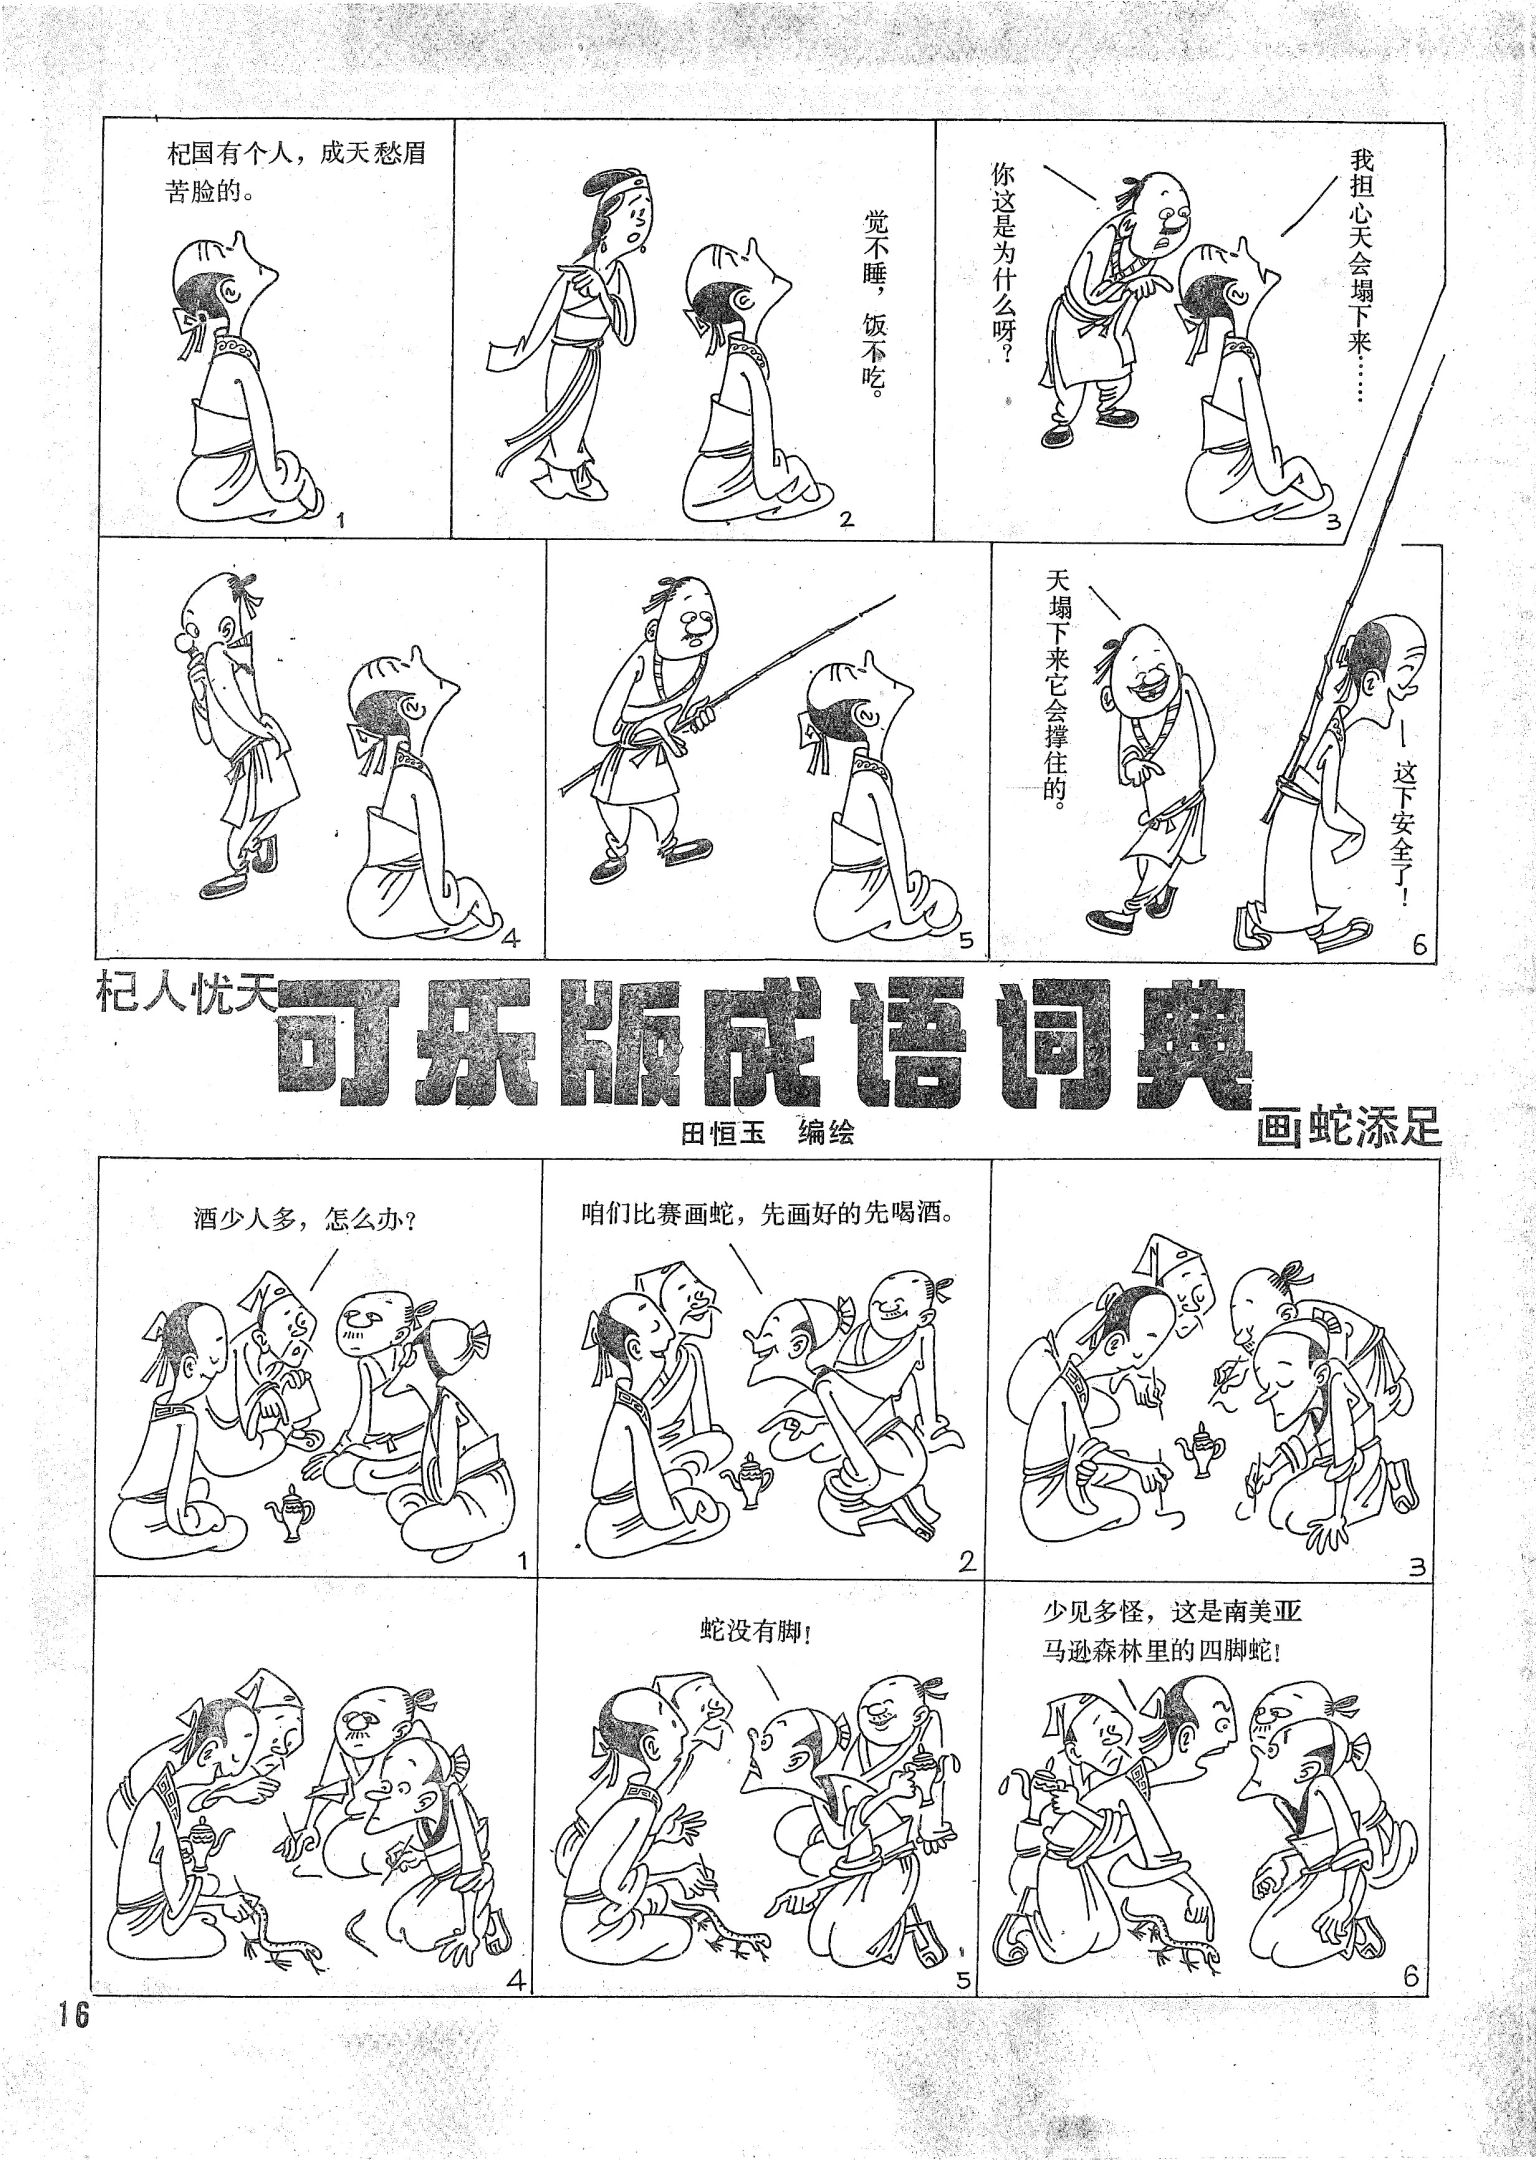 杞国有个人，成天愁眉
苦脸的。
1
觉不睡，饭不吃。
2
你这是为什么呀？
我担心天会塌下来……
3
4
5
天塌下来它会撑住的。
这下安全了！
6
杞人忧天
可乐版成语词典
田恒玉 编绘
画蛇添足
酒少人多，怎么办？
1
咱们比赛画蛇，先画好的先喝酒。
2
3
4
蛇没有脚！
5
少见多怪，这是南美亚
马逊森林里的四脚蛇！
6
16